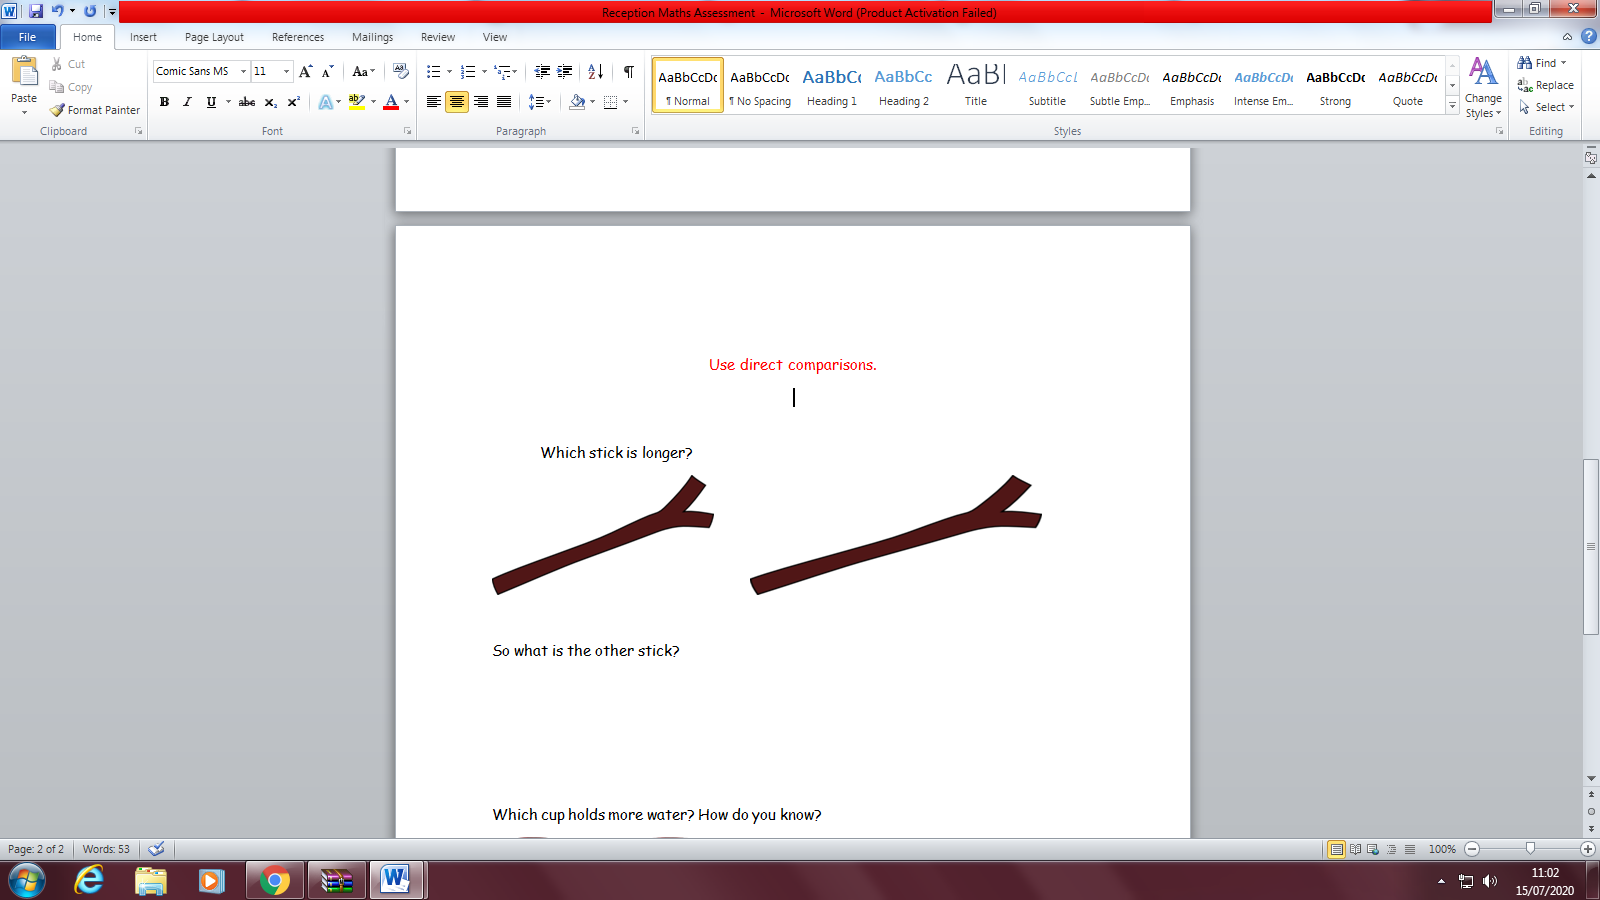 Reception Maths Assessment - Microsoft Word (Product Activation Failed)
File Home Insert Page Layout References Mailings Review View
Paste
Cut
Copy
Format Painter
Clipboard
Comic Sans MS 11
Font
Paragraph
AaBbCcDc AaBbCcDc AaBbCc AaBbCc AaBl AaBbCcL AaBbCcDc AaBbCcDc AaBbCcDc AaBbCcDc AaBbCcDc
¶ Normal ¶ No Spacing Heading 1 Heading 2 Title Subtitle Subtle Emp... Emphasis Intense Em... Strong Quote
Styles
Change
Styles
Find
Replace
Select
Editing
Use direct comparisons.
Which stick is longer?
So what is the other stick?
Which cup holds more water? How do you know?
Page: 2 of 2 Words: 53 100%
11:02
15/07/2020